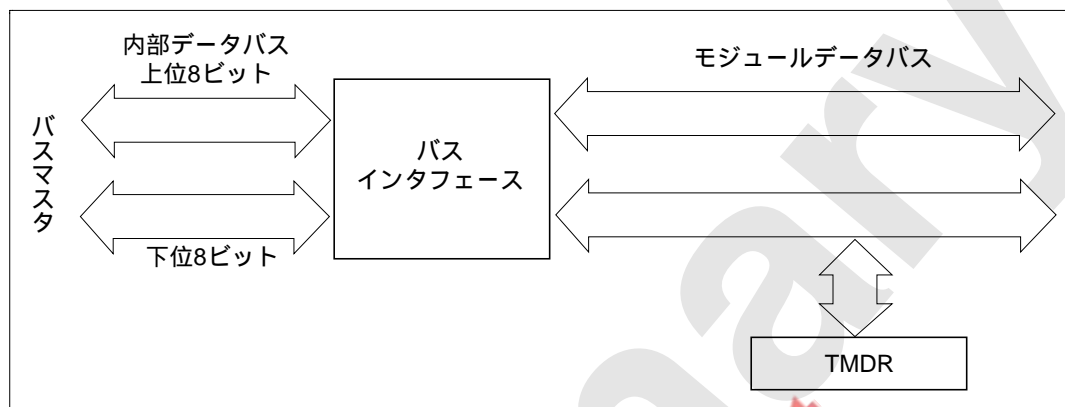 内部データバス
上位8ビット
モジュールデータバス
バスマスタ
バス
インタフェース
下位8ビット
TMDR